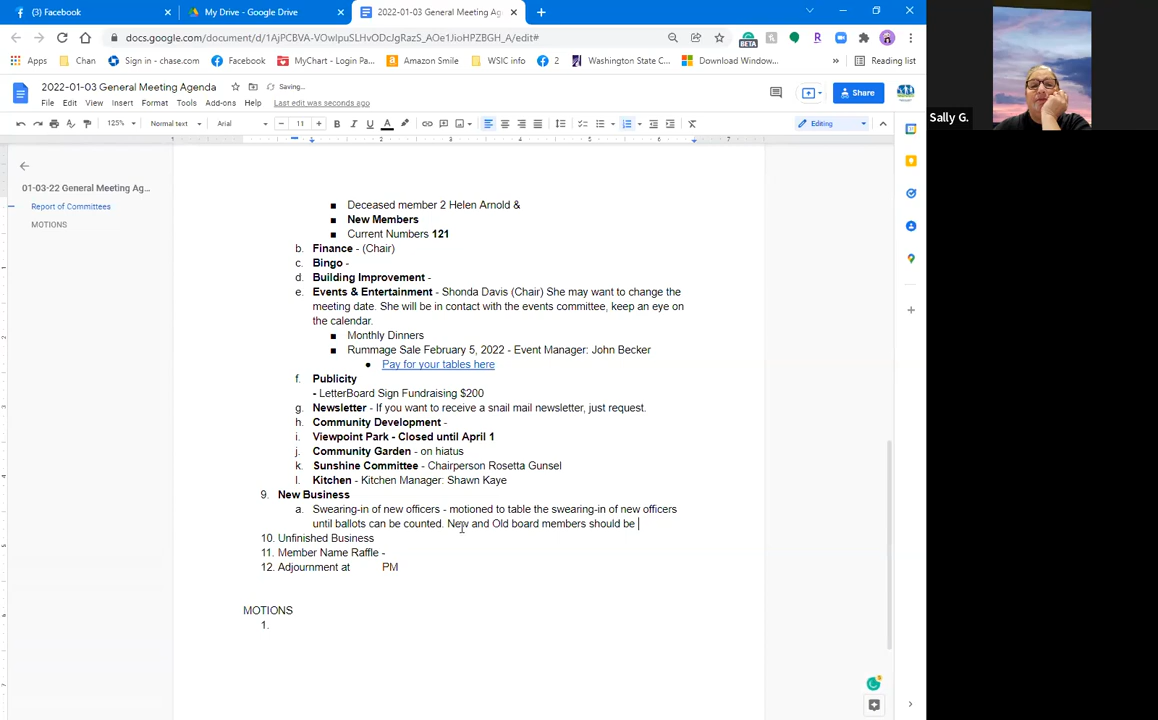 (3) Facebook
My Drive - Google Drive
2022-01-03 General Meeting Ag
docs.google.com/document/d/
/edit#
Apps
Chan
Sign in - chase.com
Facebook
MyChart - Login Pa...
Amazon Smile
WSIC info
2
Washington State C...
Download Window...
»
Reading list
BETA
2022-01-03 General Meeting Agenda
Saving...
File Edit View Insert Format Tools Add-ons Help Last edit was seconds ago
Share
125% Normal text Arial 11 Editing
01-03-22 General Meeting Ag...
Report of Committees
MOTIONS
■ Deceased member 2 Helen Arnold &
■ New Members
■ Current Numbers 121
b. Finance - (Chair)
c. Bingo -
d. Building Improvement -
e. Events & Entertainment - Shonda Davis (Chair) She may want to change the
meeting date. She will be in contact with the events committee, keep an eye on
the calendar.
■ Monthly Dinners
■ Rummage Sale February 5, 2022 - Event Manager: John Becker
● Pay for your tables here
f. Publicity
- LetterBoard Sign Fundraising $200
g. Newsletter - If you want to receive a snail mail newsletter, just request.
h. Community Development -
i. Viewpoint Park - Closed until April 1
j. Community Garden - on hiatus
k. Sunshine Committee - Chairperson Rosetta Gunsel
l. Kitchen - Kitchen Manager: Shawn Kaye
9. New Business
a. Swearing-in of new officers - motioned to table the swearing-in of new officers
until ballots can be counted. New and Old board members should be
10. Unfinished Business
11. Member Name Raffle -
12. Adjournment at PM
MOTIONS
1.
Sally G.